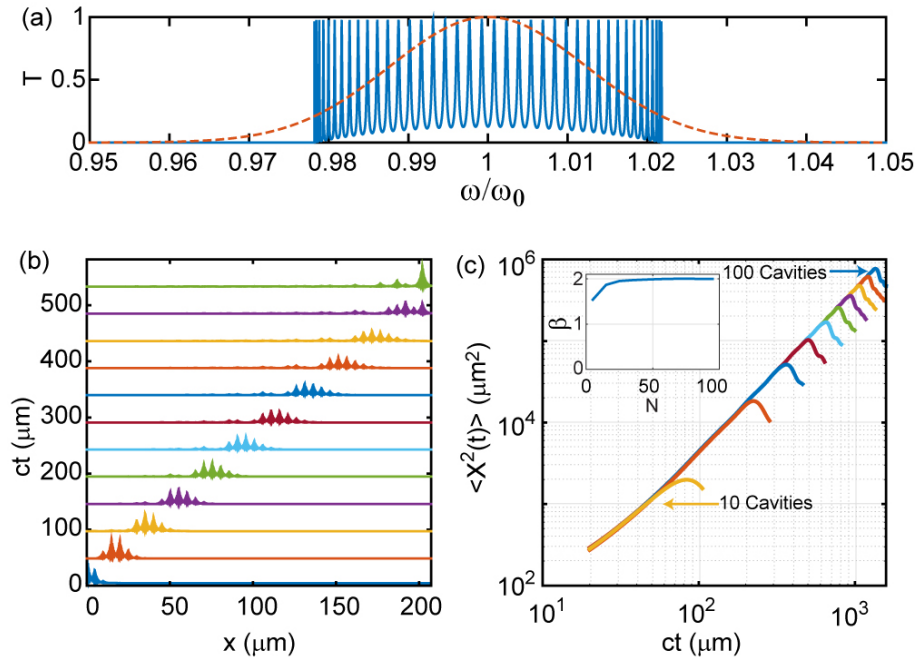 (a)
1
0.5
0
T
0.95 0.96 0.97 0.98 0.99 1 1.01 1.02 1.03 1.04 1.05
ω/ω0
(b)
500
400
300
200
100
0
ct (μm)
0 50 100 150 200
x (μm)
(c)
10^6
10^4
10^2
<X^2(t)> (μm^2)
100 Cavities
10 Cavities
2
1
0
β
0 50 100
N
10^1 10^2 10^3
ct (μm)